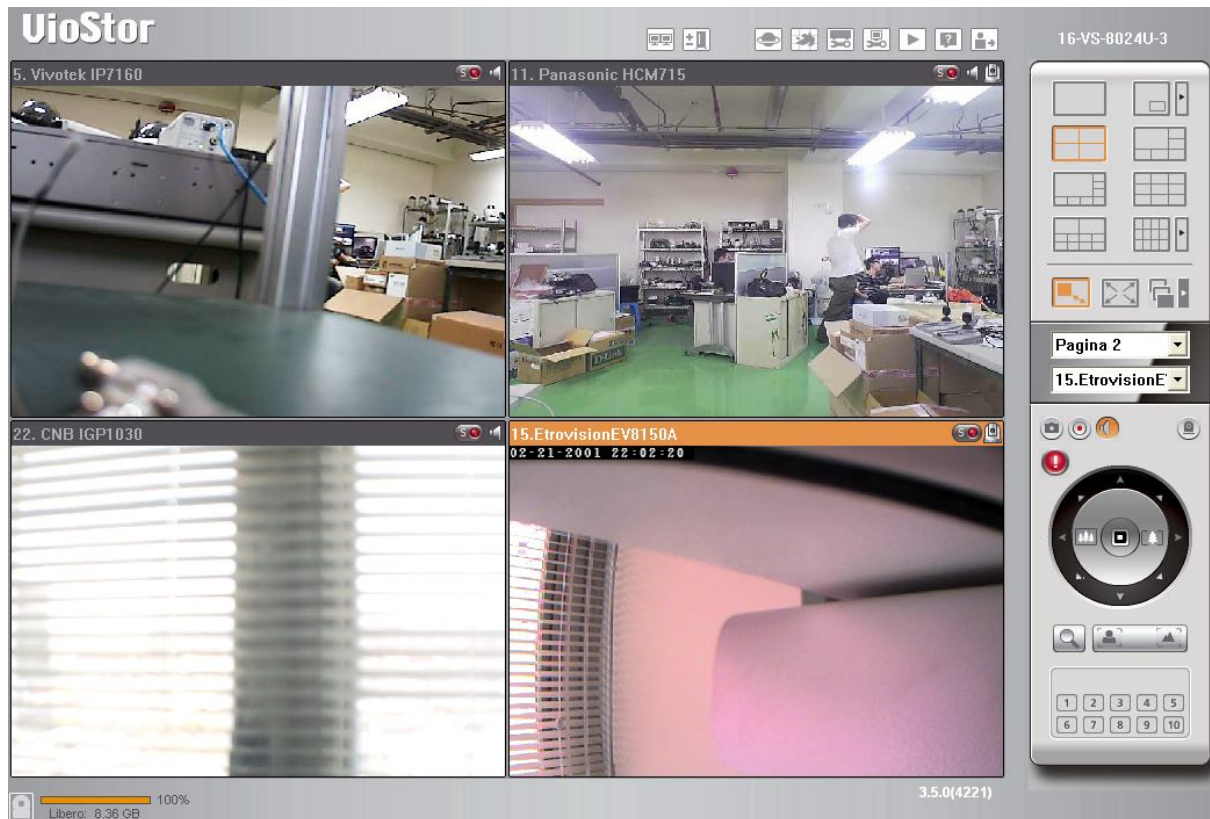 VioStor
16-VS-8024U-3
5. Vivotek IP7160
S
11. Panasonic HCM715
S
Pagina 2
15.EtrovisionE
22. CNB IGP1030
S
15.EtrovisionEV8150A
S
02-21-2001 22:02:20
D-Link
1 2 3 4 5
6 7 8 9 10
3.5.0(4221)
100%
Libero: 8.36 GB